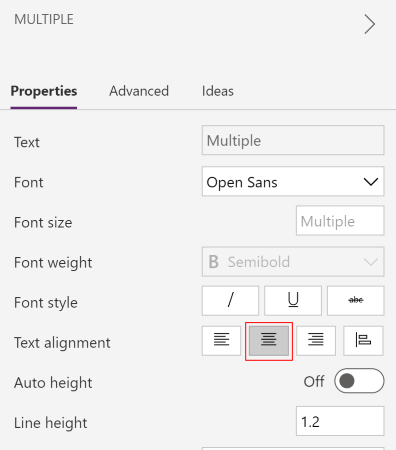 MULTIPLE
Properties Advanced Ideas
Text Multiple
Font Open Sans
Font size Multiple
Font weight B Semibold
Font style / U abc
Text alignment
Auto height Off
Line height 1.2